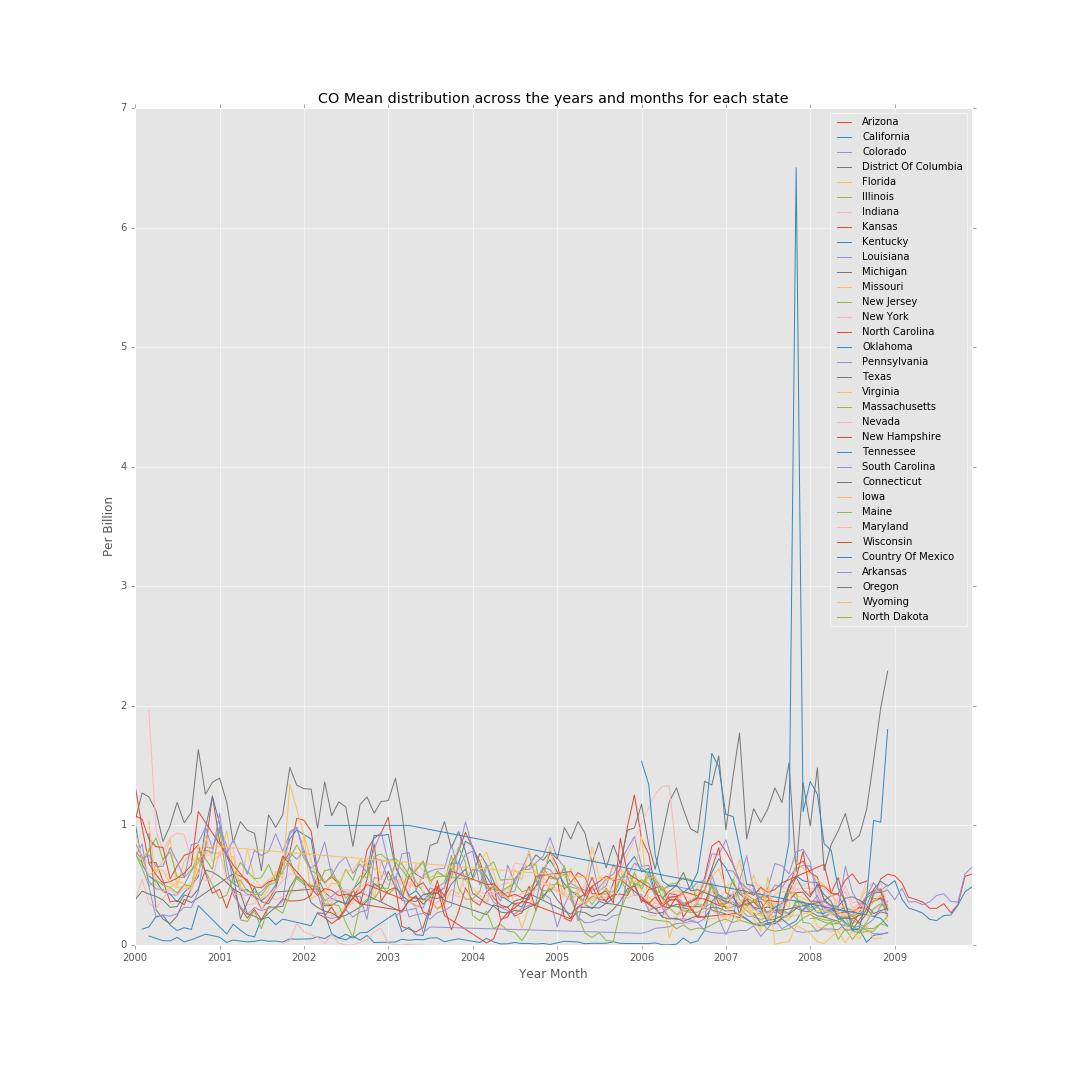 CO Mean distribution across the years and months for each state
7
6
5
4
3
2
1
0
Per Billion
Arizona
California
Colorado
District Of Columbia
Florida
Illinois
Indiana
Kansas
Kentucky
Louisiana
Michigan
Missouri
New Jersey
New York
North Carolina
Oklahoma
Pennsylvania
Texas
Virginia
Massachusetts
Nevada
New Hampshire
Tennessee
South Carolina
Connecticut
Iowa
Maine
Maryland
Wisconsin
Country Of Mexico
Arkansas
Oregon
Wyoming
North Dakota
2000 2001 2002 2003 2004 2005 2006 2007 2008 2009
Year Month